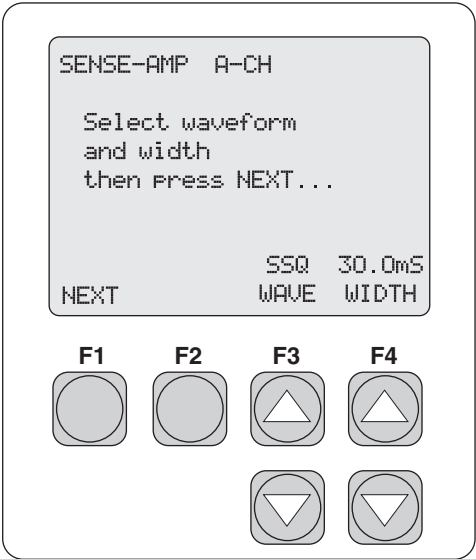 SENSE-AMP A-CH
Select waveform
and width
then press NEXT...
SSQ 30.0mS
NEXT WAVE WIDTH
F1 F2 F3 F4